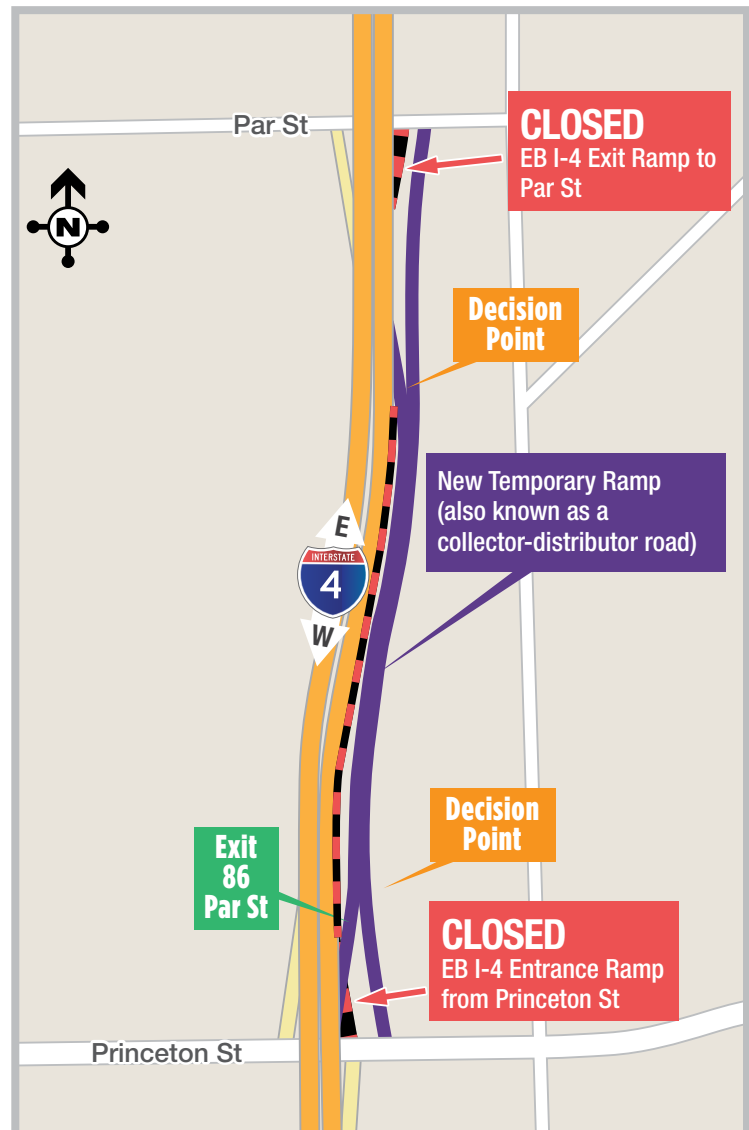 Par St
CLOSED
EB I-4 Exit Ramp to
Par St
N
Decision
Point
New Temporary Ramp
(also known as a
collector-distributor road)
E
INTERSTATE
4
W
Decision
Point
Exit
86
Par St
CLOSED
EB I-4 Entrance Ramp
from Princeton St
Princeton St